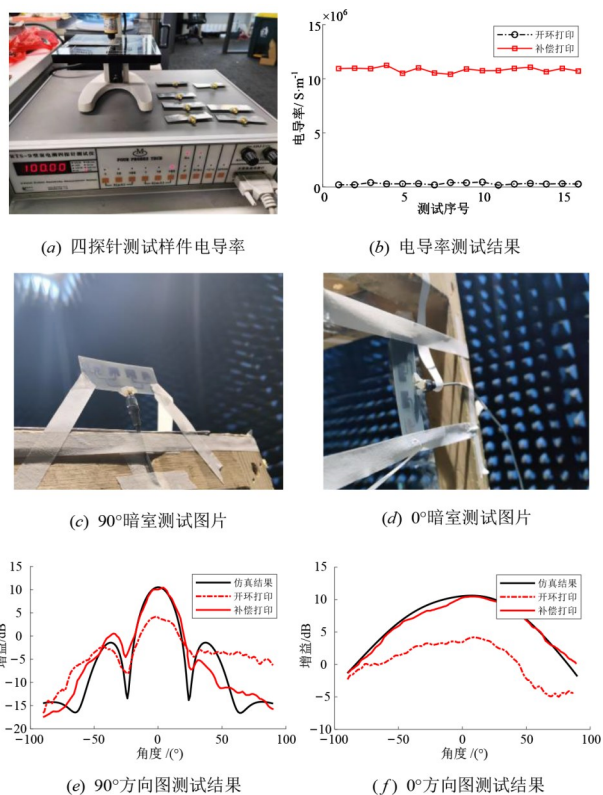 100.00
×10⁶
15
10
5
0
电导率/ S·m⁻¹
开环打印
补偿打印
0 5 10 15
测试序号
(a) 四探针测试样件电导率
(b) 电导率测试结果
(c) 90°暗室测试图片
(d) 0°暗室测试图片
15
10
5
0
−5
−10
−15
−20
增益/dB
仿真结果
开环打印
补偿打印
−100 −50 0 50 100
角度 /(°)
15
10
5
0
−5
−10
增益/dB
仿真结果
开环打印
补偿打印
−100 −50 0 50 100
角度 /(°)
(e) 90°方向图测试结果
(f) 0°方向图测试结果